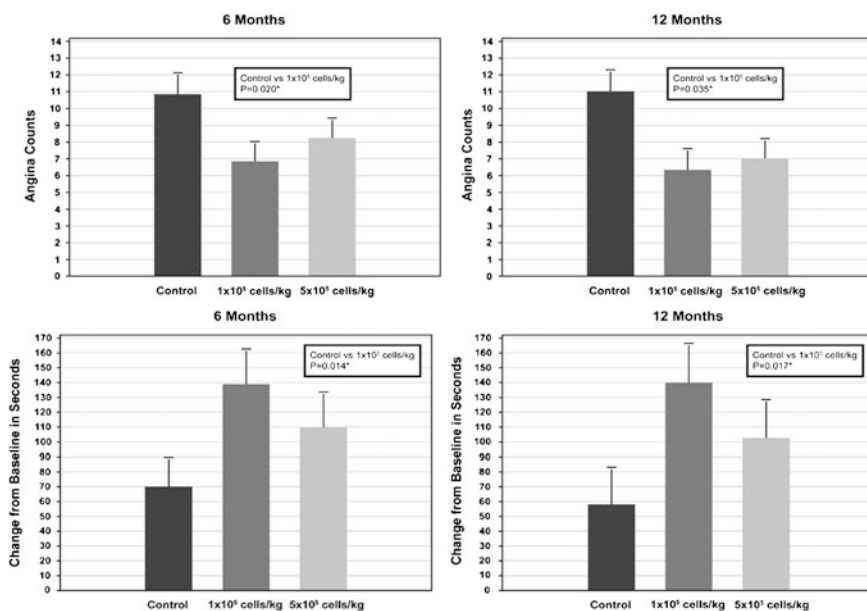 6 Months
14
13
12
11
10
9
8
7
6
5
4
3
2
1
0
Angina Counts
Control vs 1x10⁵ cells/kg
P=0.020*
Control
1x10⁵ cells/kg
5x10⁵ cells/kg
12 Months
14
13
12
11
10
9
8
7
6
5
4
3
2
1
0
Angina Counts
Control vs 1x10⁵ cells/kg
P=0.035*
Control
1x10⁵ cells/kg
5x10⁵ cells/kg
6 Months
170
160
150
140
130
120
110
100
90
80
70
60
50
40
30
20
10
0
Change from Baseline in Seconds
Control vs 1x10⁵ cells/kg
P=0.014*
Control
1x10⁵ cells/kg
5x10⁵ cells/kg
12 Months
170
160
150
140
130
120
110
100
90
80
70
60
50
40
30
20
10
0
Change from Baseline in Seconds
Control vs 1x10⁵ cells/kg
P=0.017*
Control
1x10⁵ cells/kg
5x10⁵ cells/kg